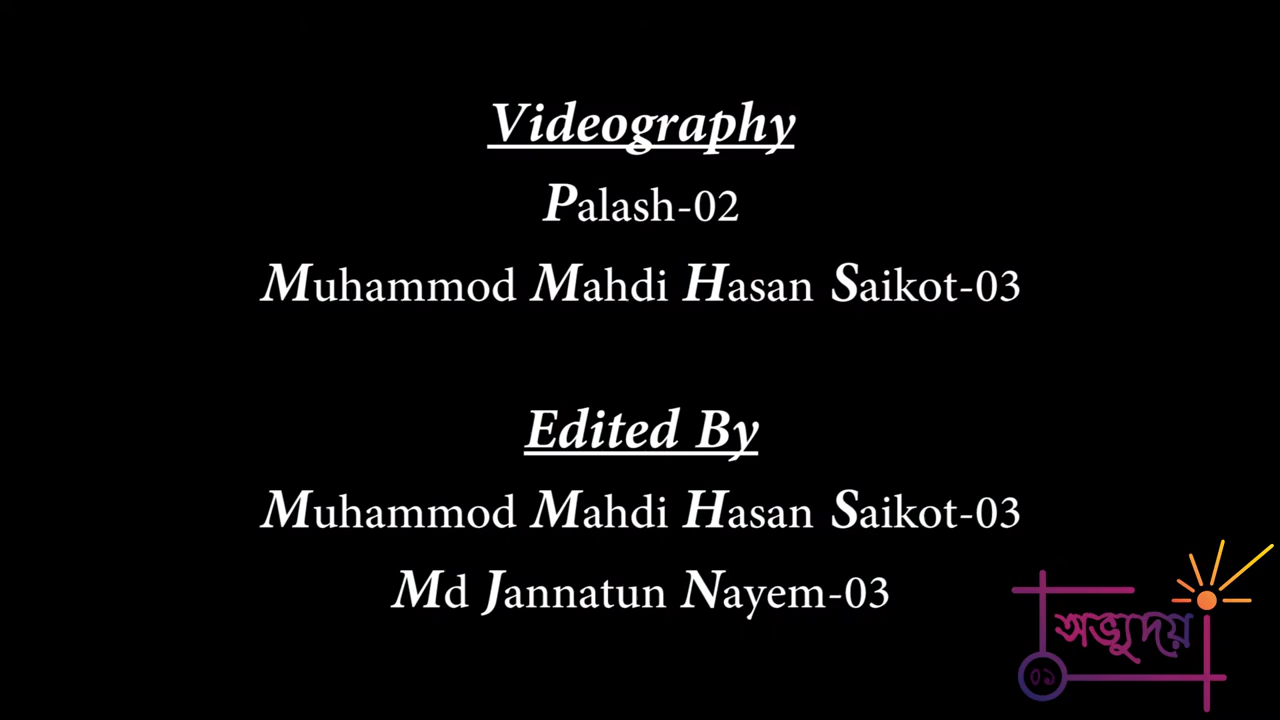 Videography
Palash-02
Muhammod Mahdi Hasan Saikot-03
Edited By
Muhammod Mahdi Hasan Saikot-03
Md Jannatun Nayem-03
অভ্যুদয়
০১